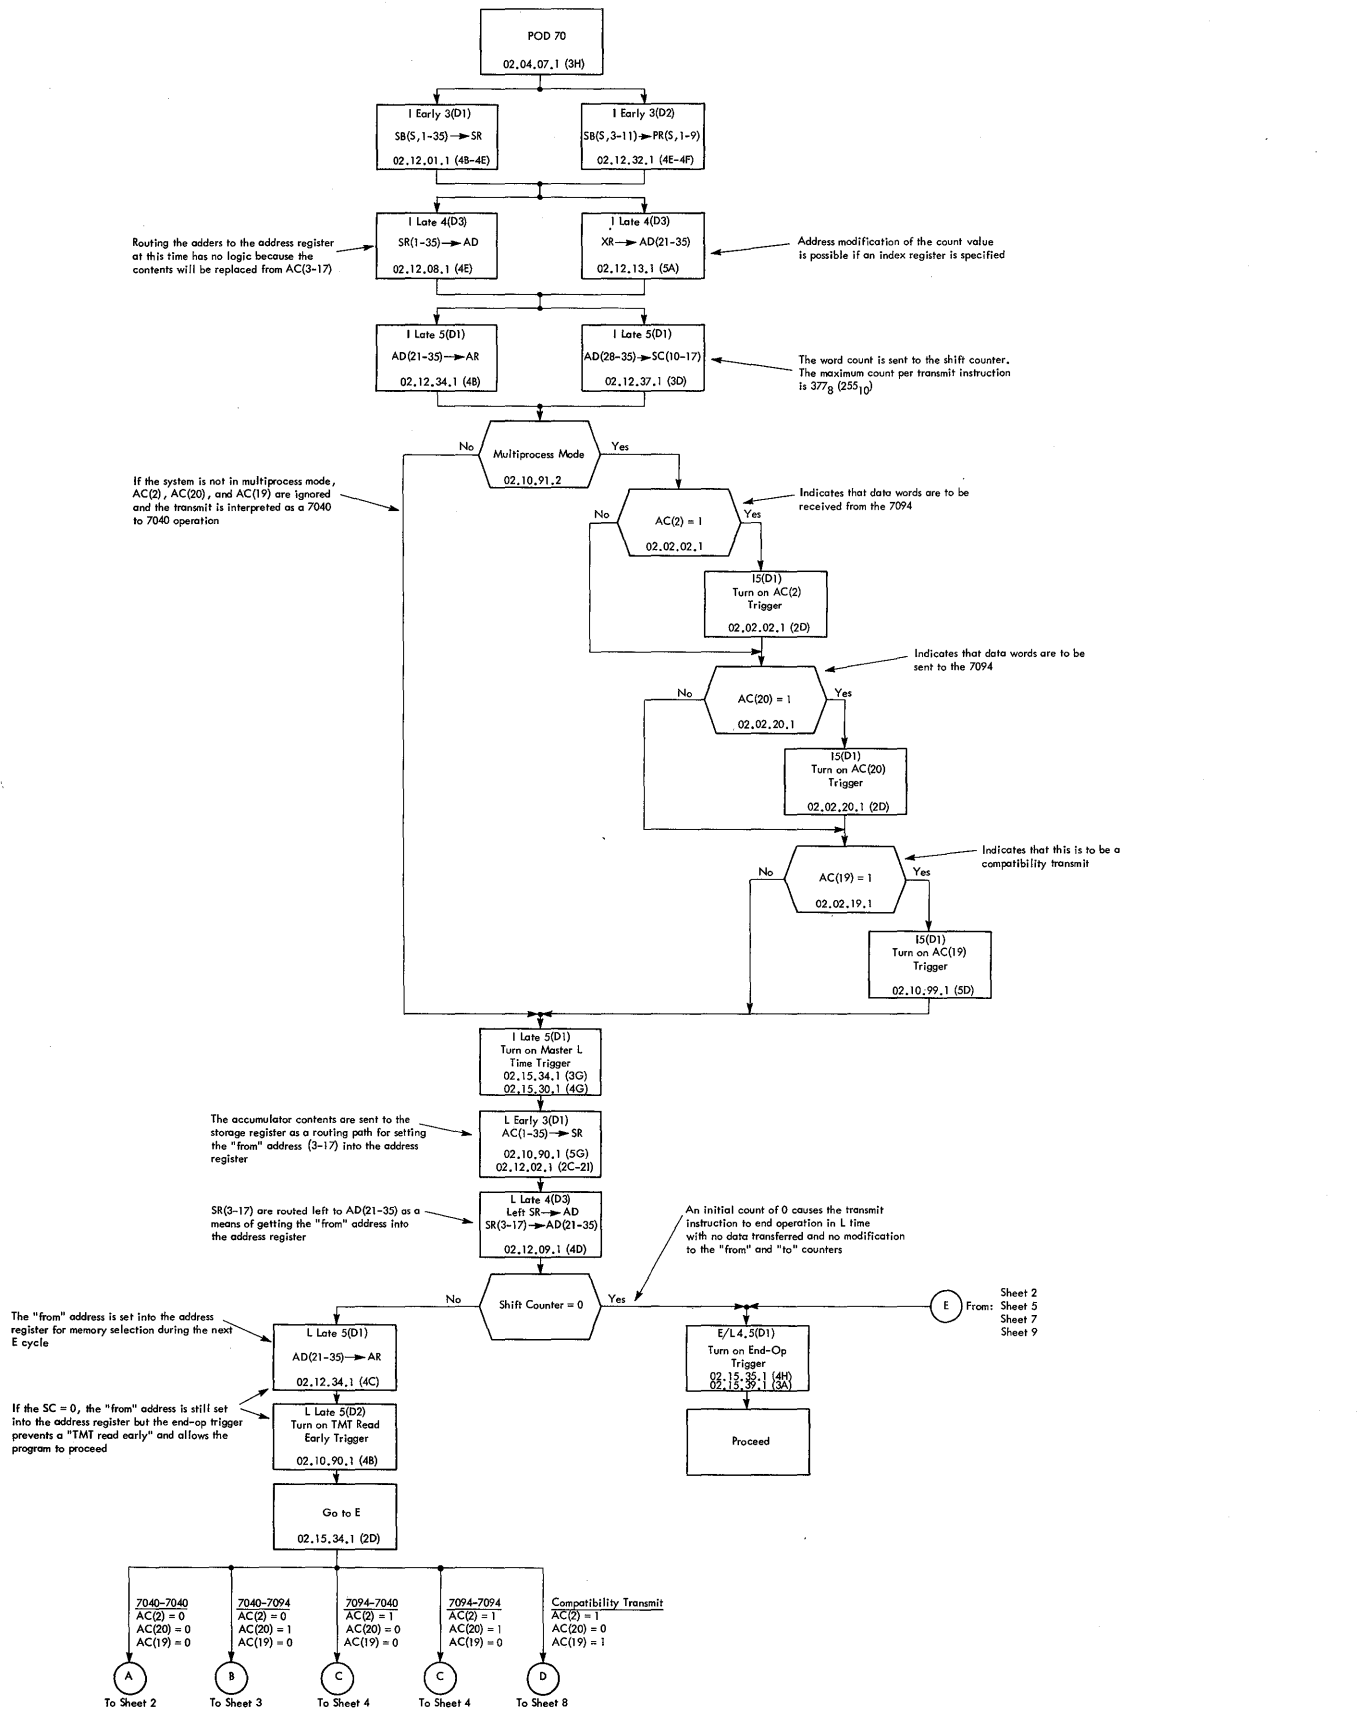 POD 70
02.04.07.1 (3H)
I Early 3(D1)
SB(S,1-35)→SR
02.12.01.1 (4B-4E)
I Early 3(D2)
SB(S,3-11)→PR(S,1-9)
02.12.32.1 (4E-4F)
Routing the adders to the address register
at this time has no logic because the
contents will be replaced from AC(3-17)
I Late 4(D3)
SR(1-35)→AD
02.12.08.1 (4E)
I Late 4(D3)
XR→AD(21-35)
02.12.13.1 (5A)
Address modification of the count value
is possible if an index register is specified
I Late 5(D1)
AD(21-35)→AR
02.12.34.1 (4B)
I Late 5(D1)
AD(28-35)→SC(10-17)
02.12.37.1 (3D)
The word count is sent to the shift counter.
The maximum count per transmit instruction
is 377₈ (255₁₀)
No
Multiprocess Mode
02.10.91.2
Yes
If the system is not in multiprocess mode,
AC(2), AC(20), and AC(19) are ignored
and the transmit is interpreted as a 7040
to 7040 operation
No
AC(2) = 1
02.02.02.1
Yes
Indicates that data words are to be
received from the 7094
I5(D1)
Turn on AC(2)
Trigger
02.02.02.1 (2D)
Indicates that data words are to be
sent to the 7094
No
AC(20) = 1
02.02.20.1
Yes
I5(D1)
Turn on AC(20)
Trigger
02.02.20.1 (2D)
Indicates that this is to be a
compatibility transmit
No
AC(19) = 1
02.02.19.1
Yes
I5(D1)
Turn on AC(19)
Trigger
02.10.99.1 (5D)
I Late 5(D1)
Turn on Master L
Time Trigger
02.15.34.1 (3G)
02.15.30.1 (4G)
The accumulator contents are sent to the
storage register as a routing path for setting
the "from" address (3-17) into the address
register
L Early 3(D1)
AC(1-35)→SR
02.10.90.1 (5G)
02.12.02.1 (2C-2I)
SR(3-17) are routed left to AD(21-35) as a
means of getting the "from" address into
the address register
L Late 4(D3)
Left SR→AD
SR(3-17)→AD(21-35)
02.12.09.1 (4D)
An initial count of 0 causes the transmit
instruction to end operation in L time
with no data transferred and no modification
to the "from" and "to" counters
No
Shift Counter = 0
Yes
E
From:
Sheet 2
Sheet 5
Sheet 7
Sheet 9
The "from" address is set into the address
register for memory selection during the next
E cycle
L Late 5(D1)
AD(21-35)→AR
02.12.34.1 (4C)
E/L4.5(D1)
Turn on End-Op
Trigger
02.15.35.1 (4H)
02.15.39.1 (3A)
If the SC = 0, the "from" address is still set
into the address register but the end-op trigger
prevents a "TMT read early" and allows the
program to proceed
L Late 5(D2)
Turn on TMT Read
Early Trigger
02.10.90.1 (4B)
Proceed
Go to E
02.15.34.1 (2D)
7040-7040
AC(2) = 0
AC(20) = 0
AC(19) = 0
7040-7094
AC(2) = 0
AC(20) = 1
AC(19) = 0
7094-7040
AC(2) = 1
AC(20) = 0
AC(19) = 0
7094-7094
AC(2) = 1
AC(20) = 1
AC(19) = 0
Compatibility Transmit
AC(2) = 1
AC(20) = 0
AC(19) = 1
A
To Sheet 2
B
To Sheet 3
C
To Sheet 4
C
To Sheet 4
D
To Sheet 8